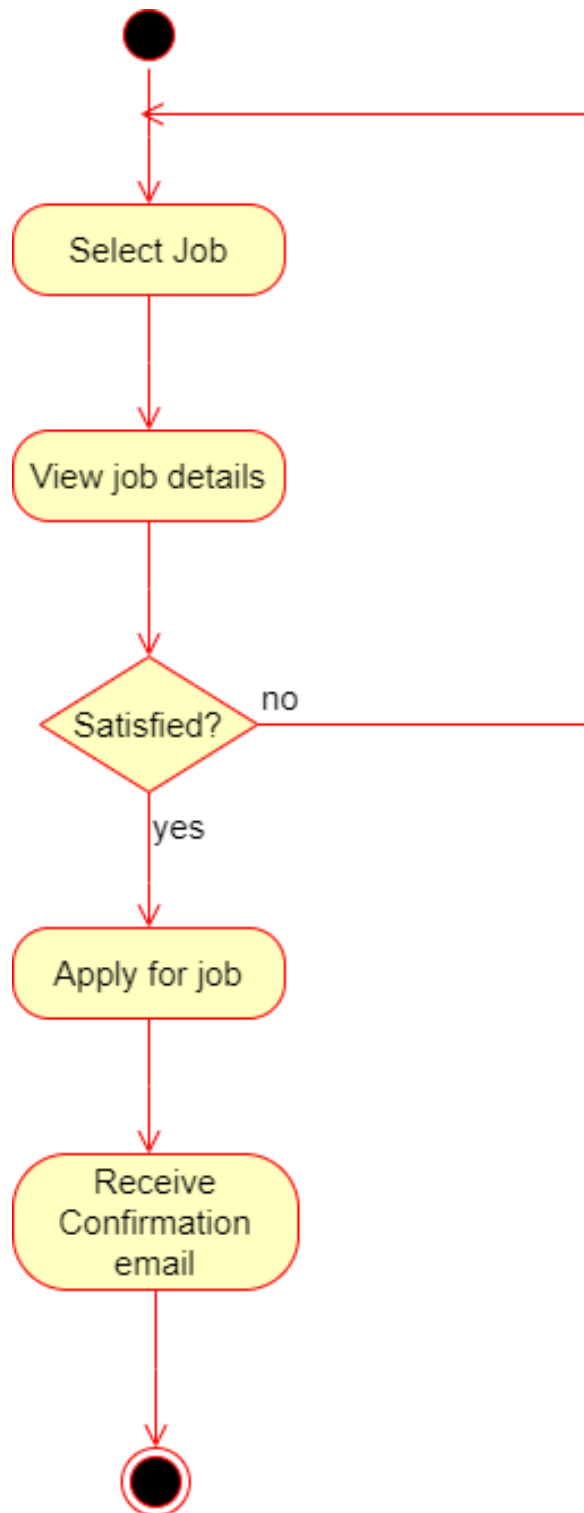 Select Job
View job details
Satisfied?
no
yes
Apply for job
Receive
Confirmation
email